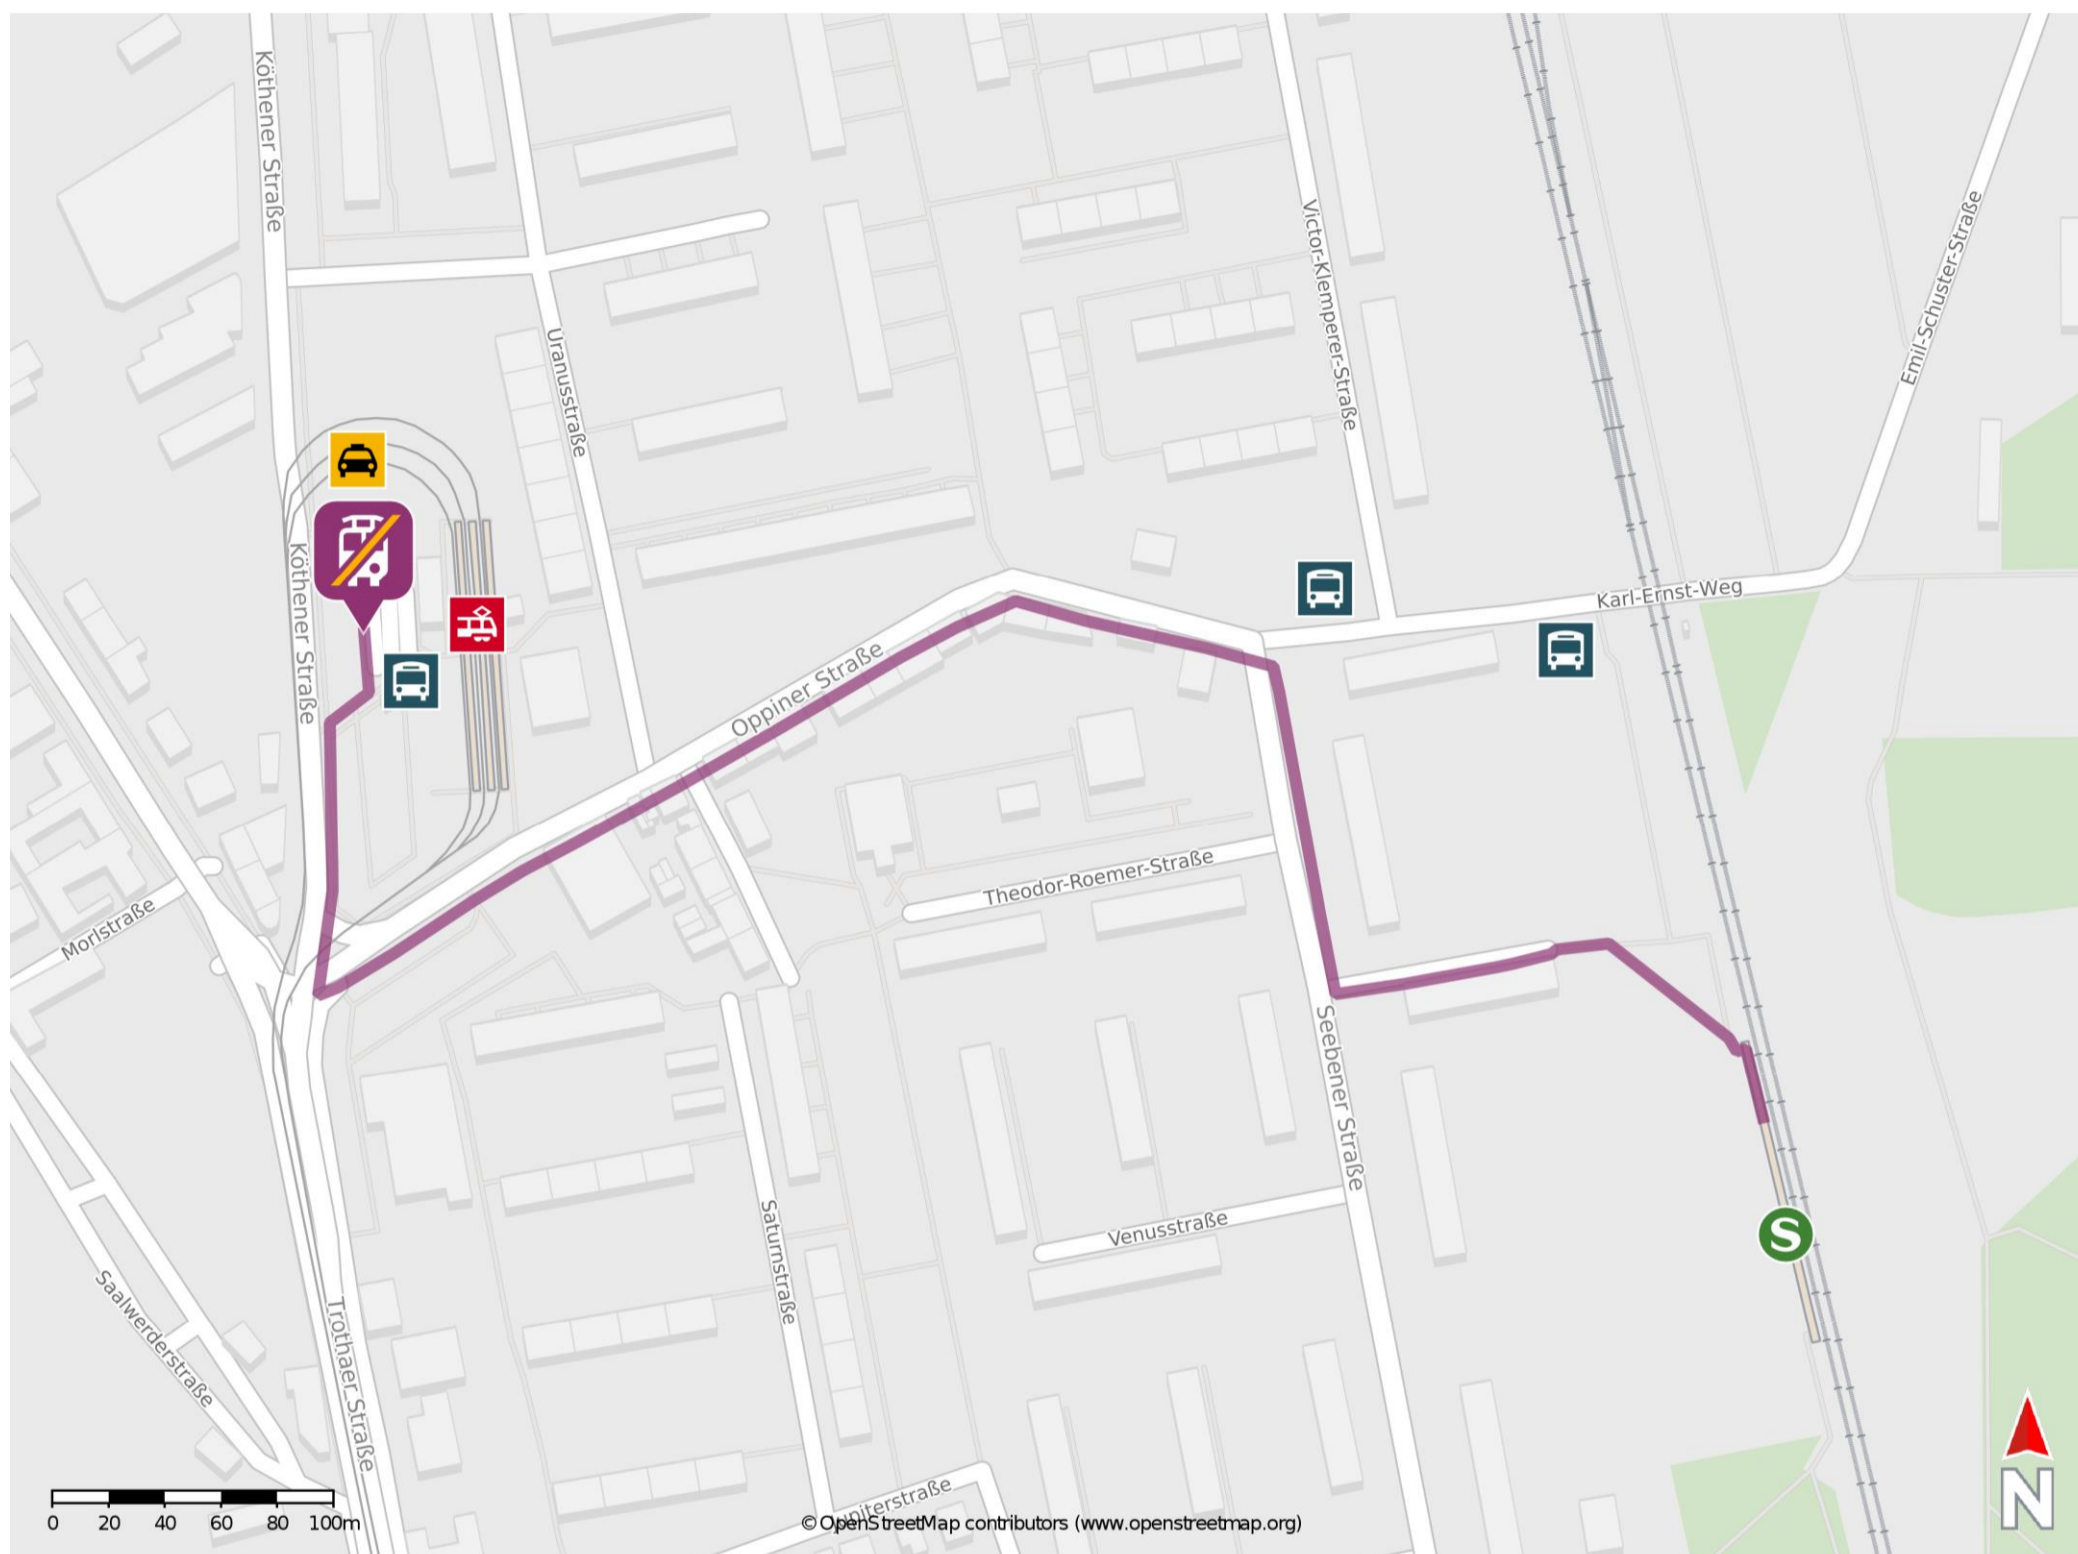 Köthener Straße
Victor-Klemperer-Straße
Emil-Schuster-Straße
Uranusstraße
Köthener Straße
Karl-Ernst-Weg
Oppiner Straße
Theodor-Roemer-Straße
Morlstraße
Seebener Straße
Venusstraße
Saturnstraße
Saalwerderstraße
Trothaer Straße
S
N
Jupiterstraße
0 20 40 60 80 100m
©OpenStreetMap contributors (www.openstreetmap.org)